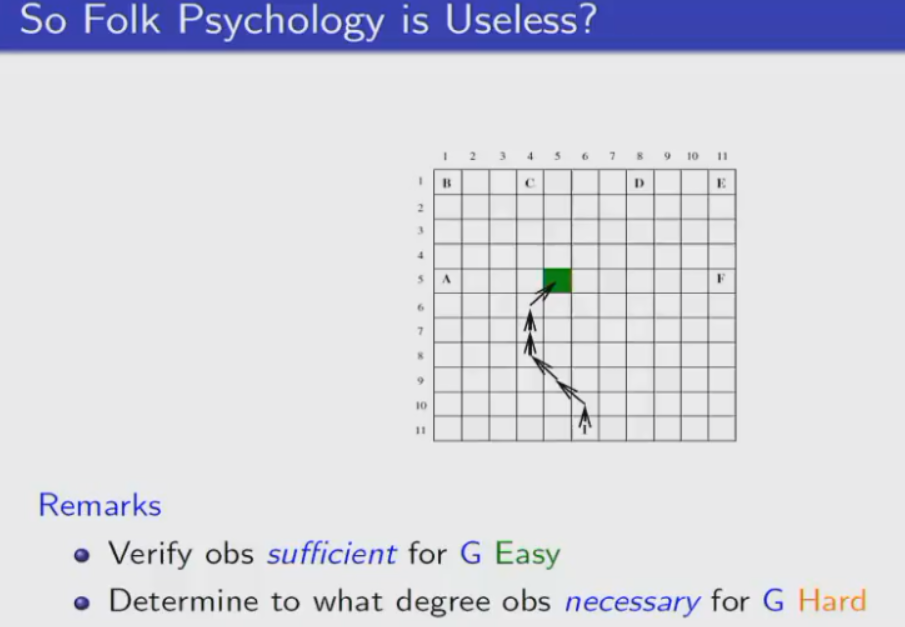 So Folk Psychology is Useless?
1 2 3 4 5 6 7 8 9 10 11
1 B C D E
2
3
4
5 A F
6
7
8
9
10
11 I
Remarks
Verify obs sufficient for G Easy
Determine to what degree obs necessary for G Hard